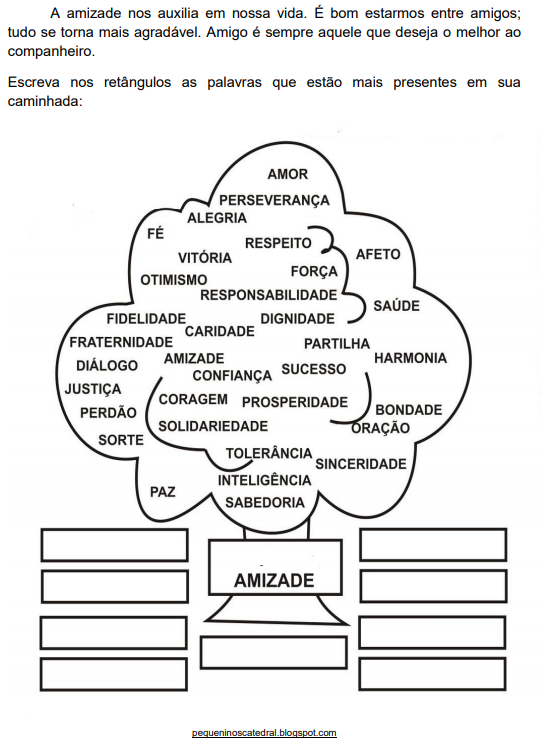 A amizade nos auxilia em nossa vida. É bom estarmos entre amigos;
tudo se torna mais agradável. Amigo é sempre aquele que deseja o melhor ao
companheiro.
Escreva nos retângulos as palavras que estão mais presentes em sua
caminhada:
AMOR
PERSEVERANÇA
ALEGRIA
FÉ
RESPEITO
VITÓRIA
AFETO
FORÇA
OTIMISMO
RESPONSABILIDADE
SAÚDE
FIDELIDADE
DIGNIDADE
CARIDADE
FRATERNIDADE
PARTILHA
AMIZADE
HARMONIA
DIÁLOGO
CONFIANÇA
SUCESSO
JUSTIÇA
CORAGEM
PROSPERIDADE
PERDÃO
BONDADE
SOLIDARIEDADE
ORAÇÃO
SORTE
TOLERÂNCIA
SINCERIDADE
INTELIGÊNCIA
PAZ
SABEDORIA
AMIZADE
pequeninoscatedral.blogspot.com